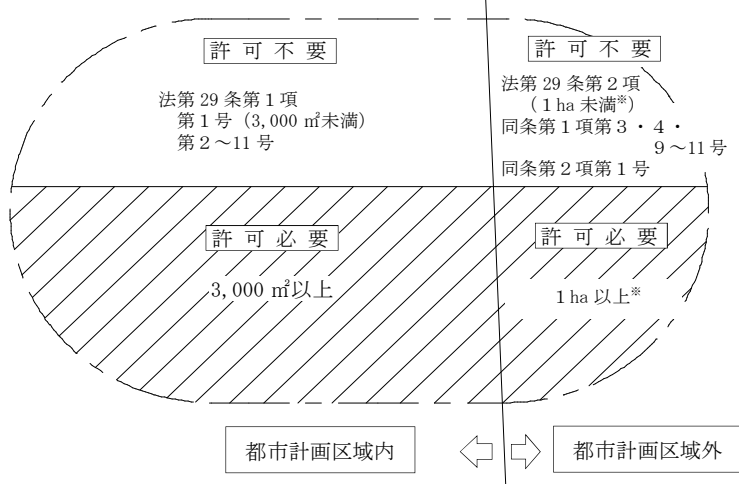 許可不要
法第29条第1項
第1号（3,000㎡未満）
第2～11号
許可不要
法第29条第2項
（1ha未満※）
同条第1項第3・4・
9～11号
同条第2項第1号
許可必要
3,000㎡以上
許可必要
1ha以上※
都市計画区域内
都市計画区域外